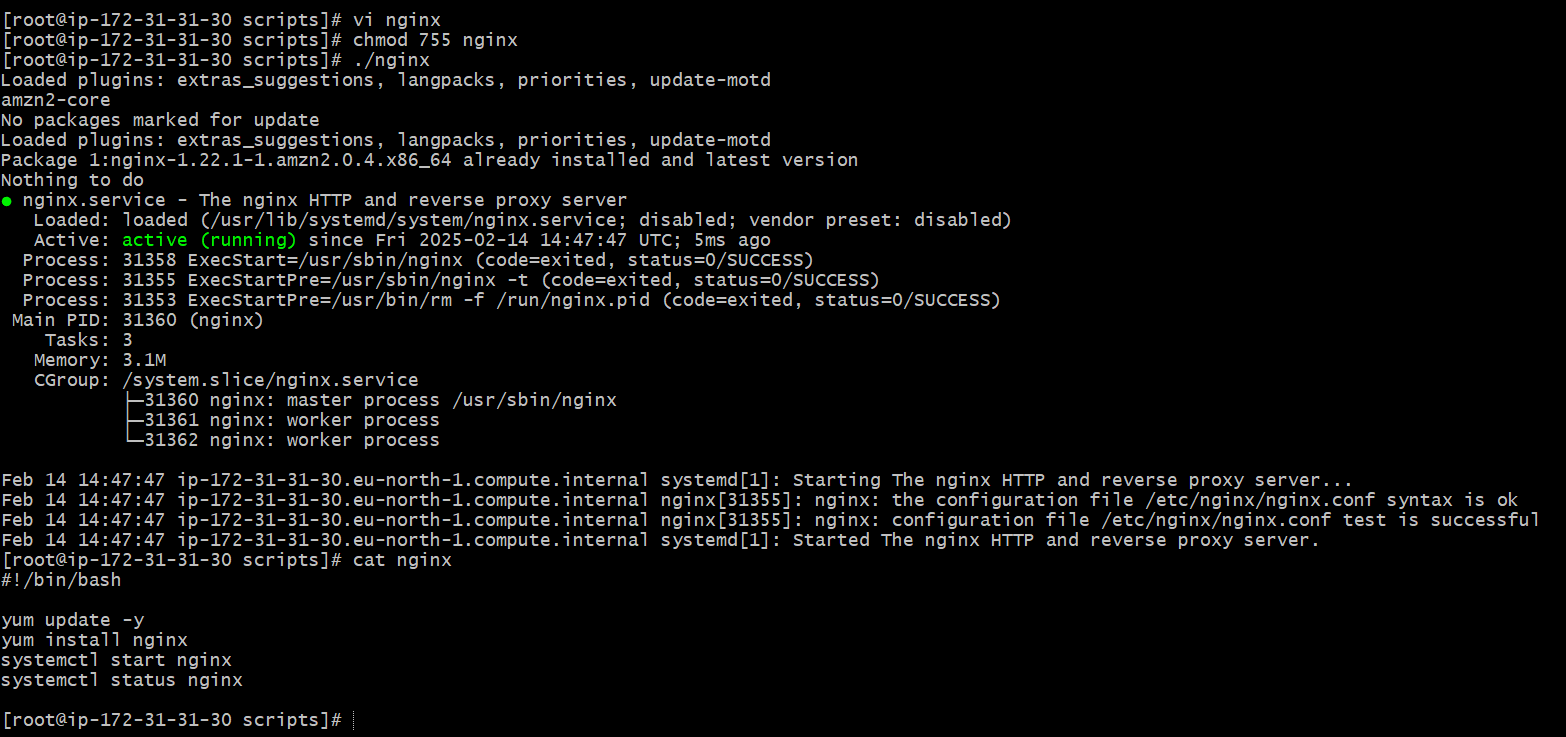 [root@ip-172-31-31-30 scripts]# vi nginx
[root@ip-172-31-31-30 scripts]# chmod 755 nginx
[root@ip-172-31-31-30 scripts]# ./nginx
Loaded plugins: extras_suggestions, langpacks, priorities, update-motd
amzn2-core
No packages marked for update
Loaded plugins: extras_suggestions, langpacks, priorities, update-motd
Package 1:nginx-1.22.1-1.amzn2.0.4.x86_64 already installed and latest version
Nothing to do
● nginx.service - The nginx HTTP and reverse proxy server
   Loaded: loaded (/usr/lib/systemd/system/nginx.service; disabled; vendor preset: disabled)
   Active: active (running) since Fri 2025-02-14 14:47:47 UTC; 5ms ago
  Process: 31358 ExecStart=/usr/sbin/nginx (code=exited, status=0/SUCCESS)
  Process: 31355 ExecStartPre=/usr/sbin/nginx -t (code=exited, status=0/SUCCESS)
  Process: 31353 ExecStartPre=/usr/bin/rm -f /run/nginx.pid (code=exited, status=0/SUCCESS)
 Main PID: 31360 (nginx)
    Tasks: 3
   Memory: 3.1M
   CGroup: /system.slice/nginx.service
           ├─31360 nginx: master process /usr/sbin/nginx
           ├─31361 nginx: worker process
           └─31362 nginx: worker process

Feb 14 14:47:47 ip-172-31-31-30.eu-north-1.compute.internal systemd[1]: Starting The nginx HTTP and reverse proxy server...
Feb 14 14:47:47 ip-172-31-31-30.eu-north-1.compute.internal nginx[31355]: nginx: the configuration file /etc/nginx/nginx.conf syntax is ok
Feb 14 14:47:47 ip-172-31-31-30.eu-north-1.compute.internal nginx[31355]: nginx: configuration file /etc/nginx/nginx.conf test is successful
Feb 14 14:47:47 ip-172-31-31-30.eu-north-1.compute.internal systemd[1]: Started The nginx HTTP and reverse proxy server.
[root@ip-172-31-31-30 scripts]# cat nginx
#!/bin/bash

yum update -y
yum install nginx
systemctl start nginx
systemctl status nginx

[root@ip-172-31-31-30 scripts]#